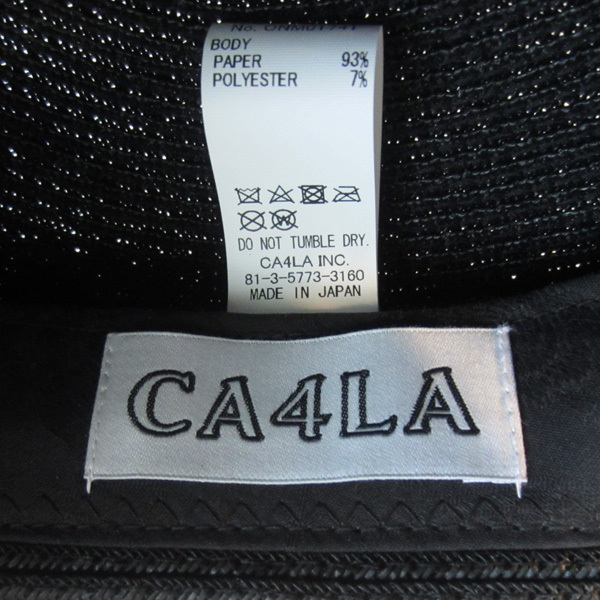 BODY
PAPER 93%
POLYESTER 7%
DO NOT TUMBLE DRY.
CA4LA INC.
81-3-5773-3160
MADE IN JAPAN
CA4LA